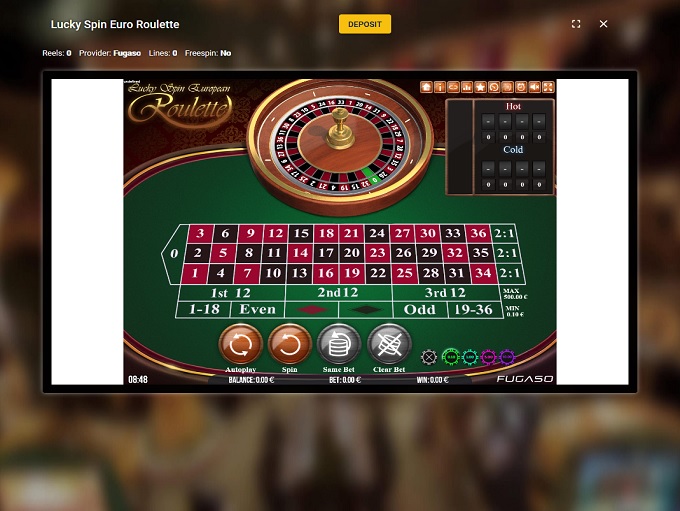 Lucky Spin Euro Roulette
DEPOSIT
Reels: 0 Provider: Fugaso Lines: 0 Freespin: No
Lucky Spin European
Roulette
Hot
- - - -
0 0 0 0
Cold
- - - -
0 0 0 0
3 6 9 12 15 18 21 24 27 30 33 36 2:1
0 2 5 8 11 14 17 20 23 26 29 32 35 2:1
1 4 7 10 13 16 19 22 25 28 31 34 2:1
1st 12 2nd12 3rd 12
MAX
500.00 €
1-18 Even Odd 19-36
MIN
0.10 €
Autoplay Spin Same Bet Clear Bet
08:48 BALANCE:0.00 € BET:0.00 € WIN:0.00 € FUGASO